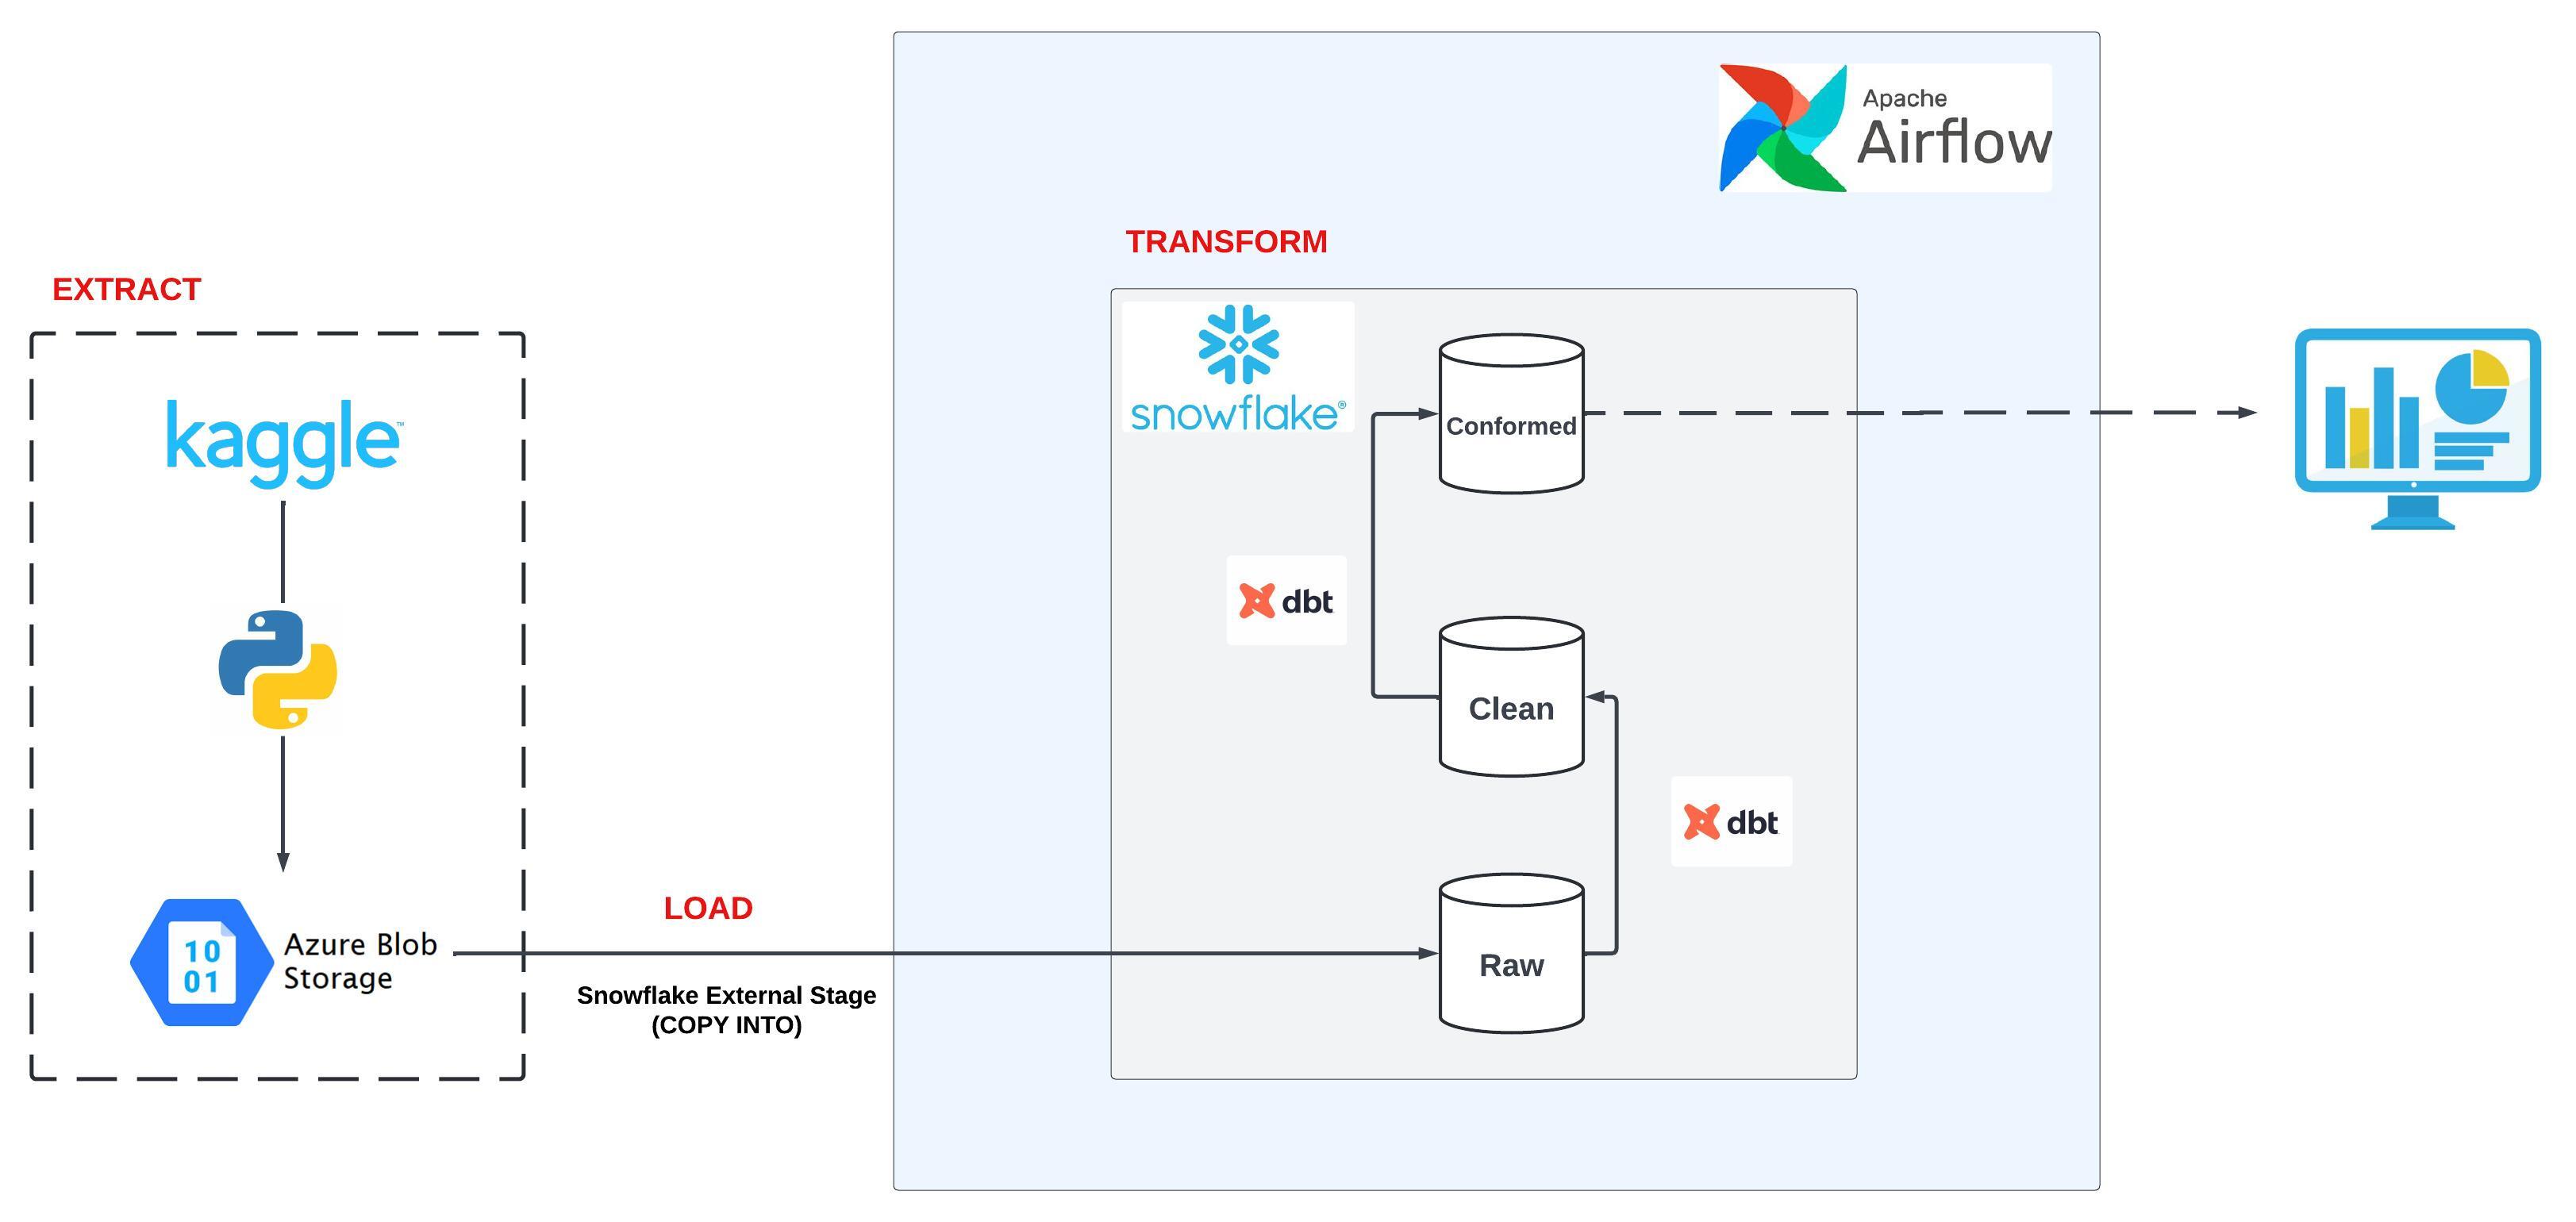 Apache
Airflow
TRANSFORM
EXTRACT
snowflake®
kaggle™
Conformed
dbt
Clean
dbt
LOAD
10
01
Azure Blob
Storage
Raw
Snowflake External Stage
(COPY INTO)